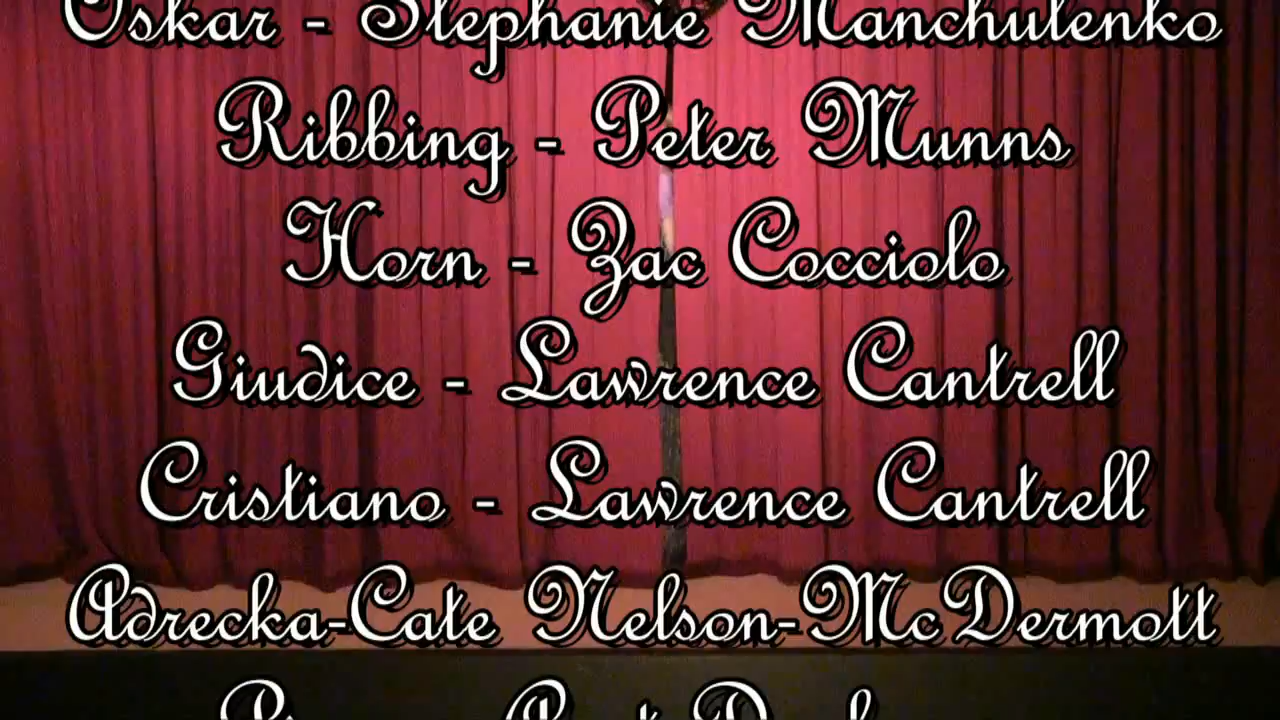 Oskar - Stephanie Manchulenko
Ribbing - Peter Munns
Horn - Zac Cocciolo
Giudice - Lawrence Cantrell
Cristiano - Lawrence Cantrell
Adrecka-Cate Nelson-McDermott